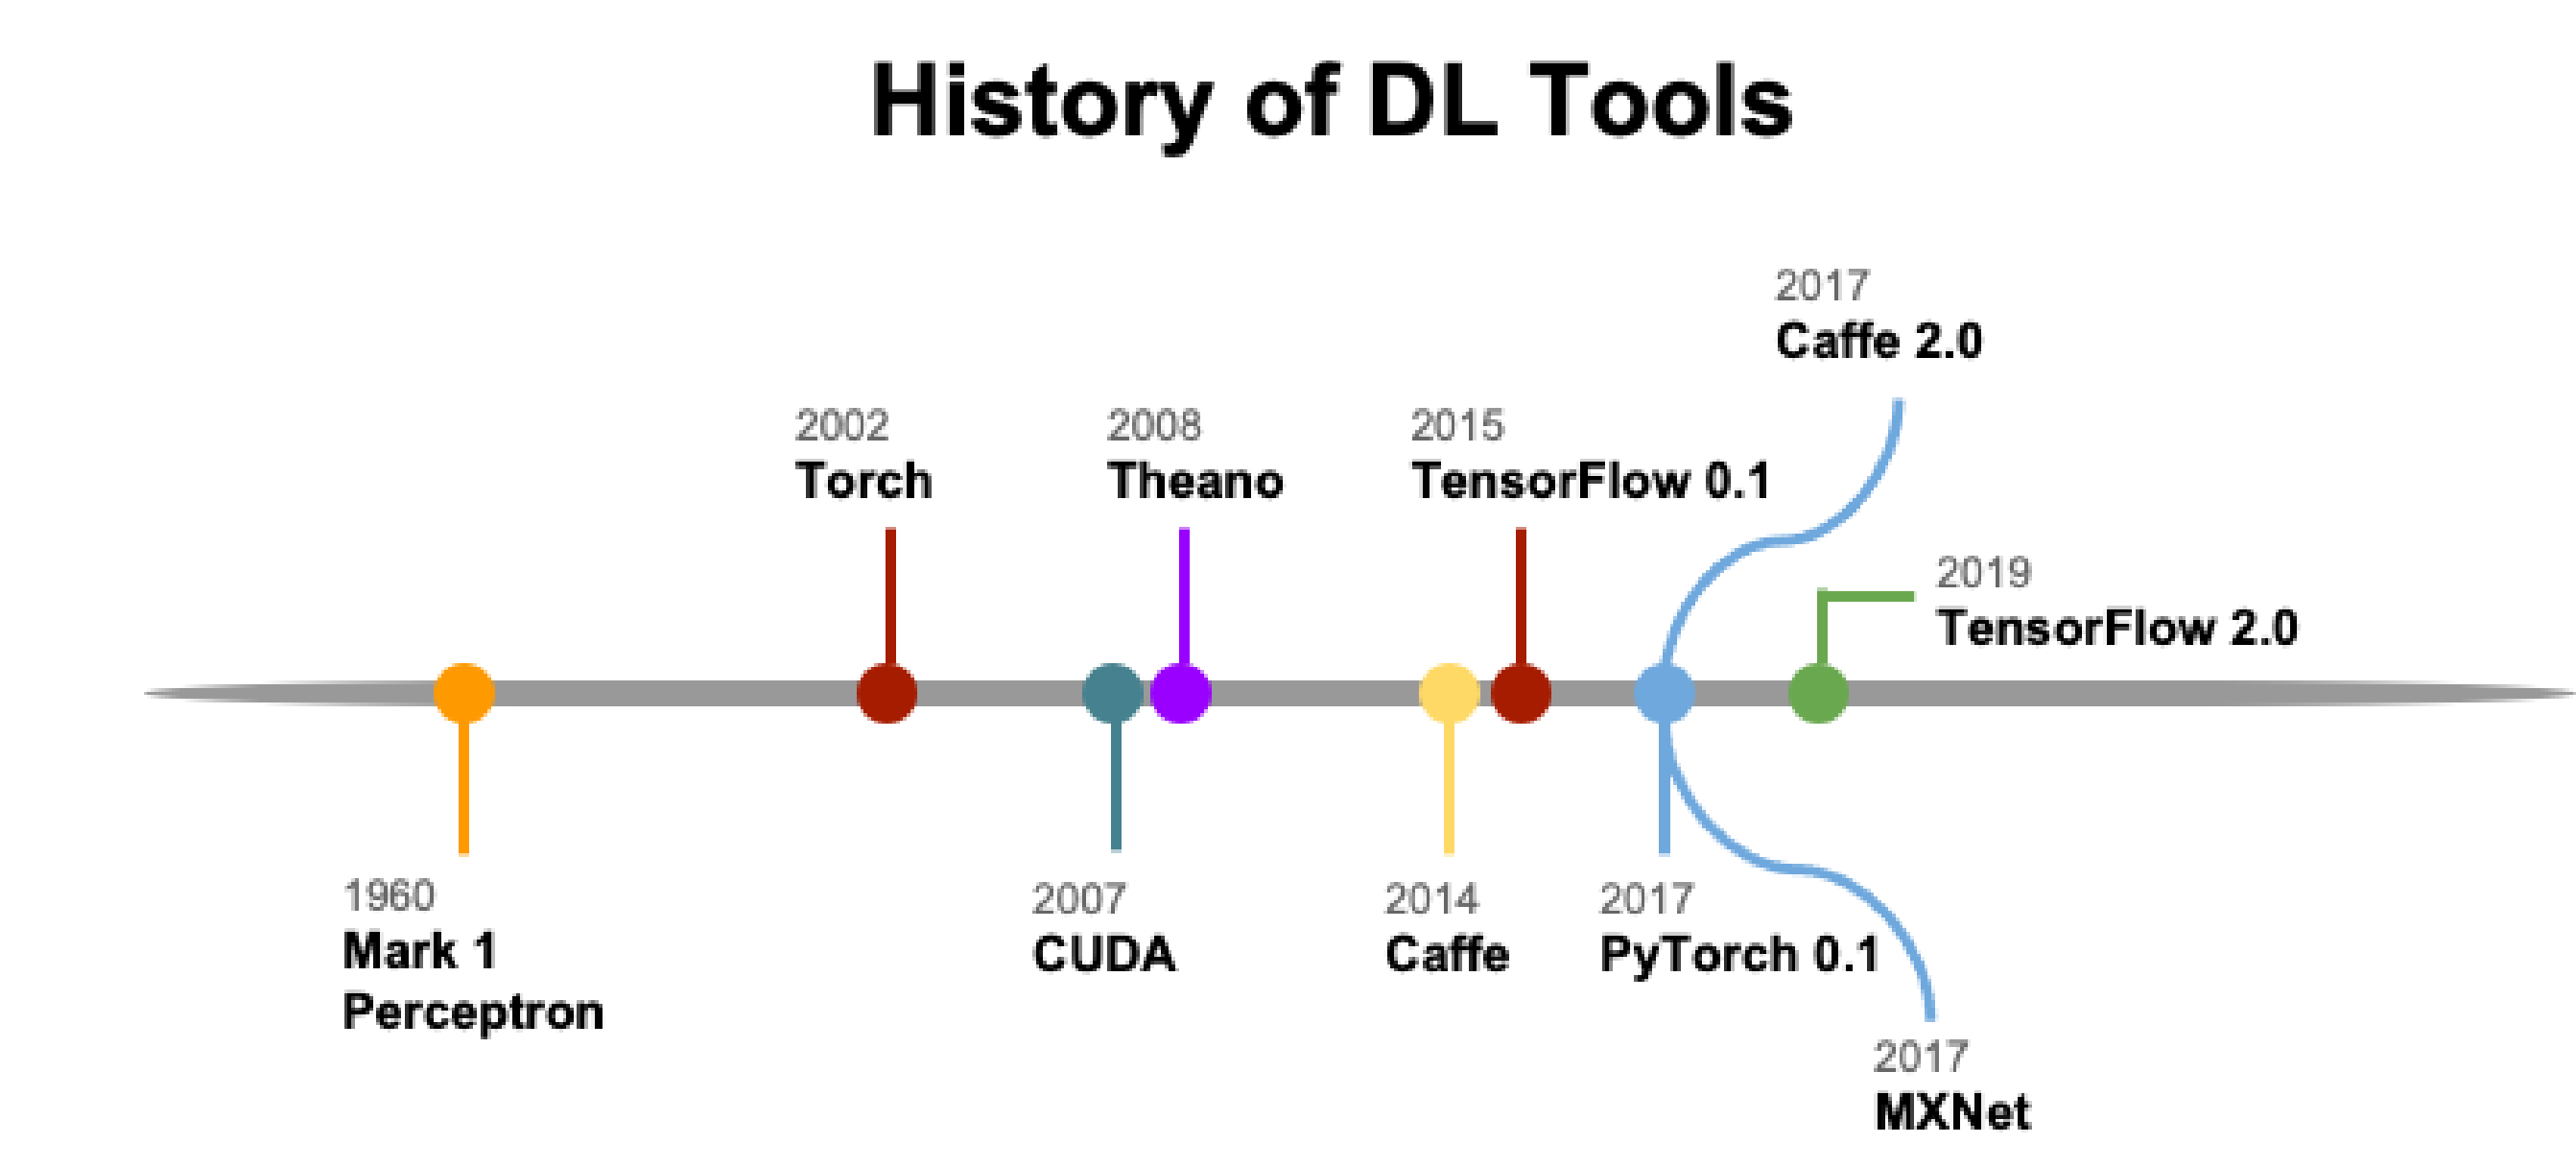 History of DL Tools
2017
Caffe 2.0
2002
Torch
2008
Theano
2015
TensorFlow 0.1
2019
TensorFlow 2.0
1960
Mark 1
Perceptron
2007
CUDA
2014
Caffe
2017
PyTorch 0.1
2017
MXNet